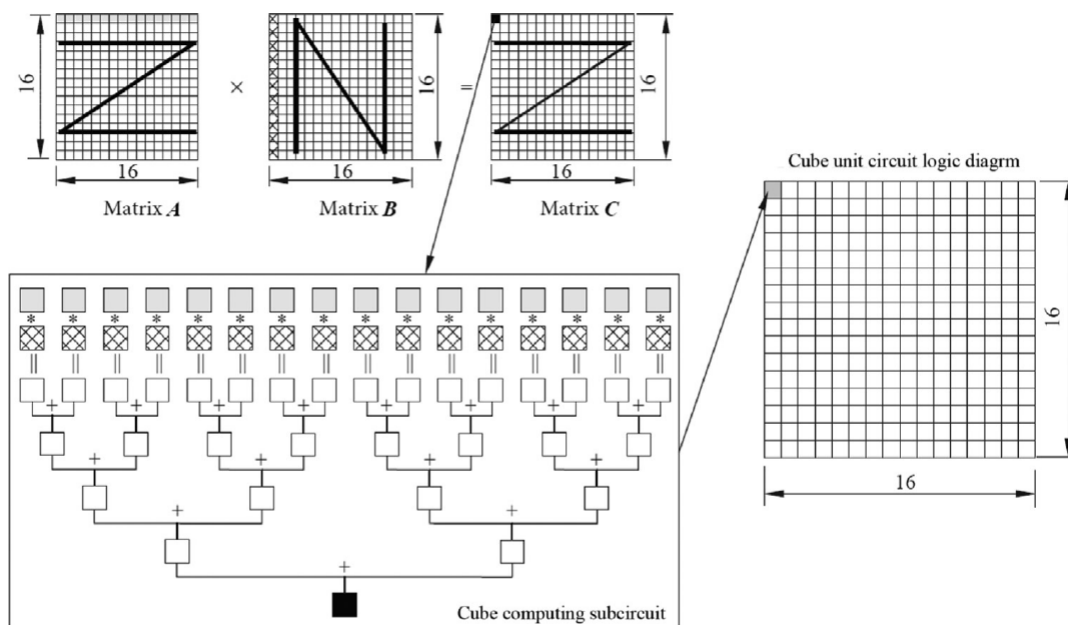 16
×
16
=
16
16
16
16
Matrix A
Matrix B
Matrix C
Cube unit circuit logic diagrm
* * * * * * * * * * * * * * * *
|| || || || || || || || || || || || || || || ||
+ + + + + + + +
+ + + +
+ +
+
16
16
Cube computing subcircuit